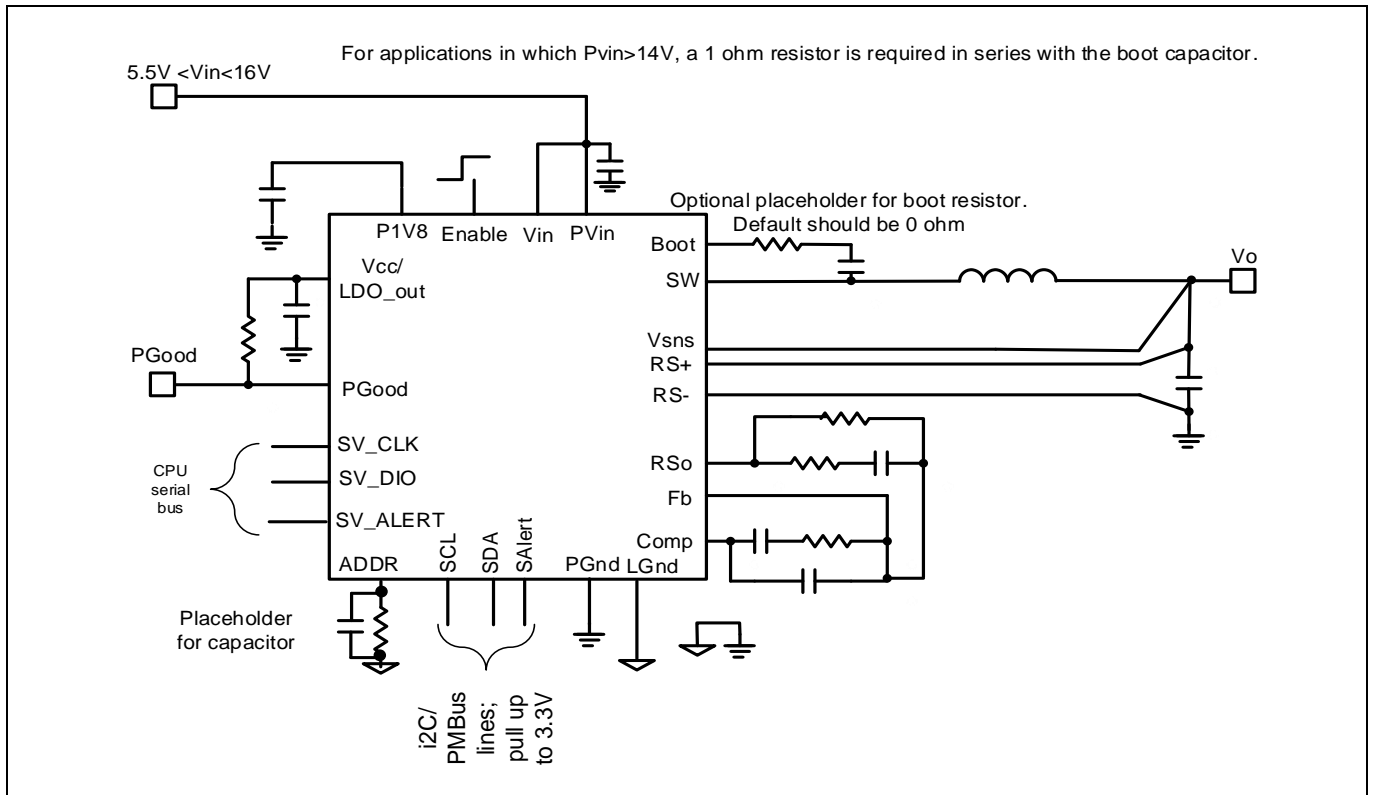 For applications in which Pvin>14V, a 1 ohm resistor is required in series with the boot capacitor.
5.5V <Vin<16V
Optional placeholder for boot resistor.
Default should be 0 ohm
P1V8
Enable
Vin
PVin
Boot
SW
Vo
Vcc/
LDO_out
Vsns
RS+
RS-
PGood
PGood
SV_CLK
SV_DIO
SV_ALERT
CPU
serial
bus
RSo
Fb
Comp
ADDR
SCL
SDA
SAlert
PGnd
LGnd
Placeholder
for capacitor
i2C/
PMBus
lines;
pull up
to 3.3V